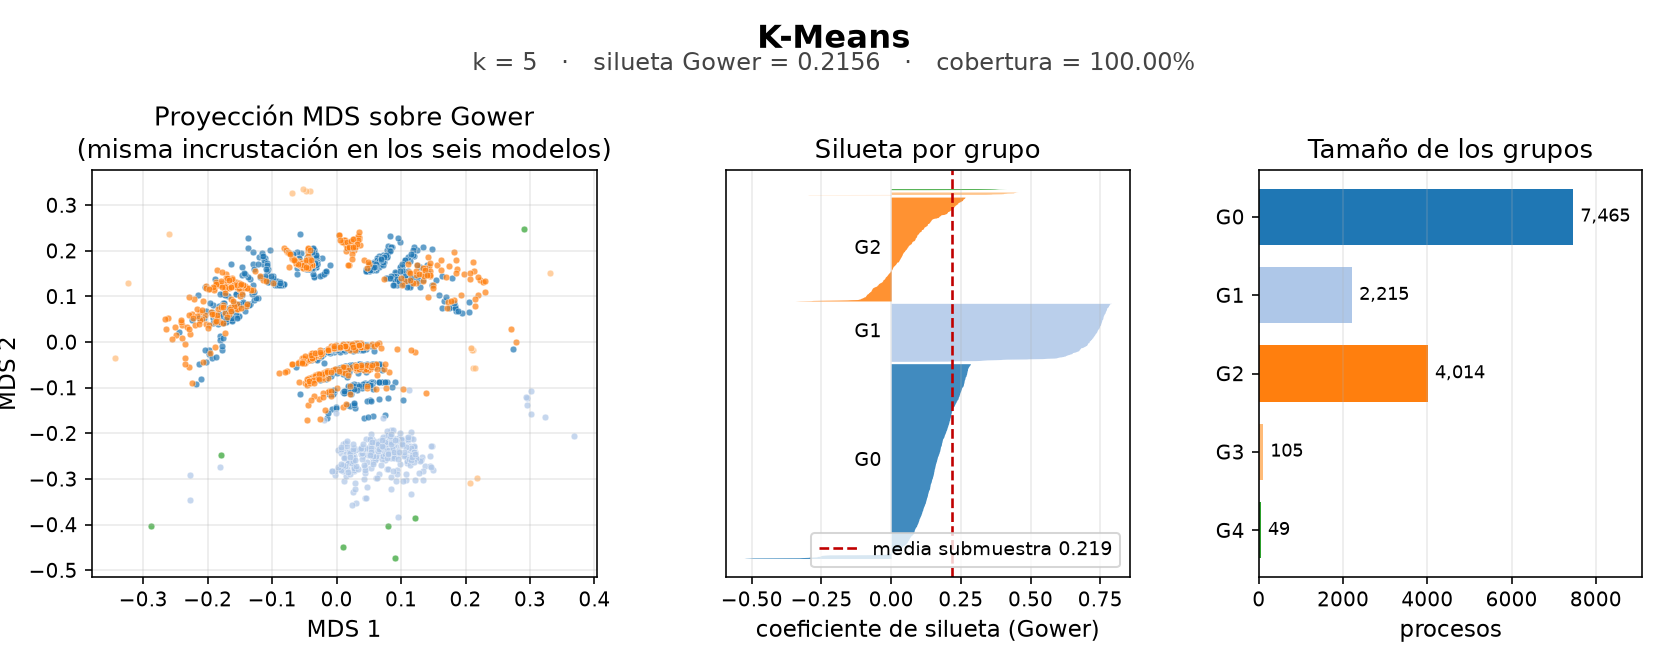 K-Means
k = 5 · silueta Gower = 0.2156 · cobertura = 100.00%
Proyección MDS sobre Gower
(misma incrustación en los seis modelos)
0.3
0.2
0.1
0.0
−0.1
−0.2
−0.3
−0.4
−0.5
MDS 2
−0.3 −0.2 −0.1 0.0 0.1 0.2 0.3 0.4
MDS 1
Silueta por grupo
G2
G1
G0
media submuestra 0.219
−0.50 −0.25 0.00 0.25 0.50 0.75
coeficiente de silueta (Gower)
Tamaño de los grupos
G0 7,465
G1 2,215
G2 4,014
G3 105
G4 49
0 2000 4000 6000 8000
procesos